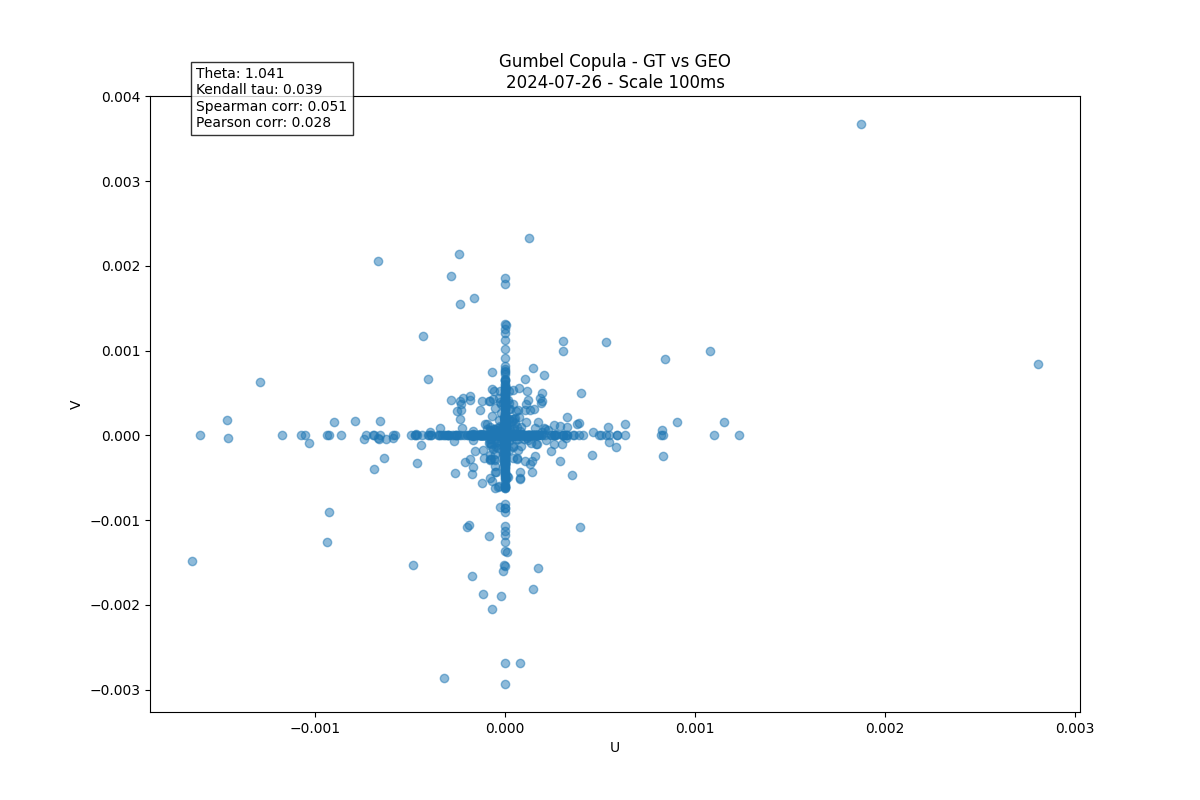 Gumbel Copula - GT vs GEO
2024-07-26 - Scale 100ms
Theta: 1.041
Kendall tau: 0.039
Spearman corr: 0.051
Pearson corr: 0.028
0.004
0.003
0.002
0.001
0.000
−0.001
−0.002
−0.003
V
−0.001
0.000
0.001
0.002
0.003
U